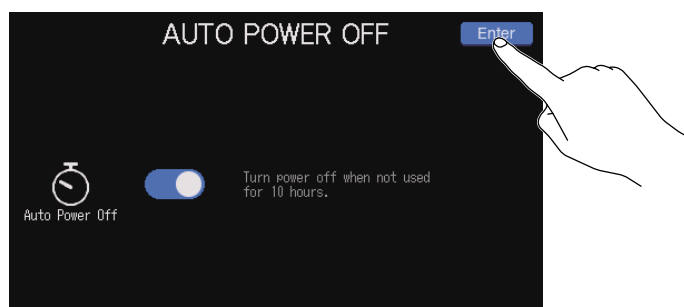 AUTO POWER OFF
Enter
Turn power off when not used
for 10 hours.
Auto Power Off